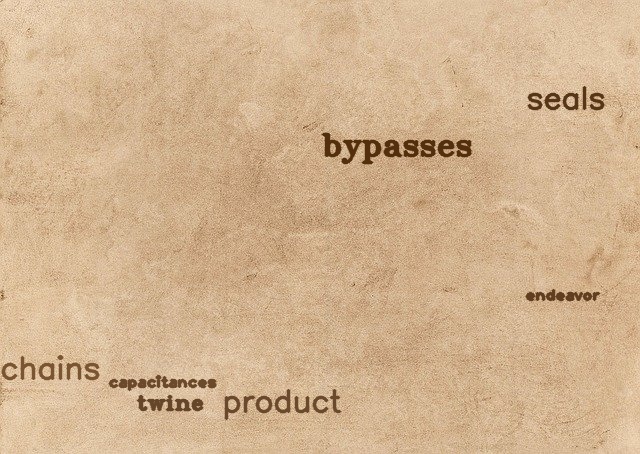 seals
bypasses
endeavor
chains
capacitances
twine
product